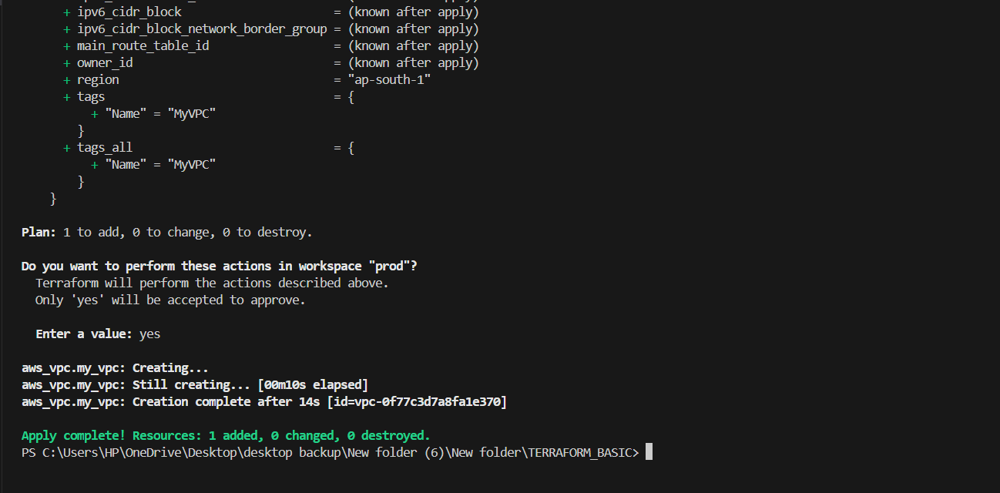 + ipv6_cidr_block = (known after apply)
+ ipv6_cidr_block_network_border_group = (known after apply)
+ main_route_table_id = (known after apply)
+ owner_id = (known after apply)
+ region = "ap-south-1"
+ tags = {
+ "Name" = "MyVPC"
}
+ tags_all = {
+ "Name" = "MyVPC"
}
}
Plan: 1 to add, 0 to change, 0 to destroy.
Do you want to perform these actions in workspace "prod"?
Terraform will perform the actions described above.
Only 'yes' will be accepted to approve.
Enter a value: yes
aws_vpc.my_vpc: Creating...
aws_vpc.my_vpc: Still creating... [00m10s elapsed]
aws_vpc.my_vpc: Creation complete after 14s [id=vpc-0f77c3d7a8fa1e370]
Apply complete! Resources: 1 added, 0 changed, 0 destroyed.
PS C:\Users\HP\OneDrive\Desktop\desktop backup\New folder (6)\New folder\TERRAFORM_BASIC>